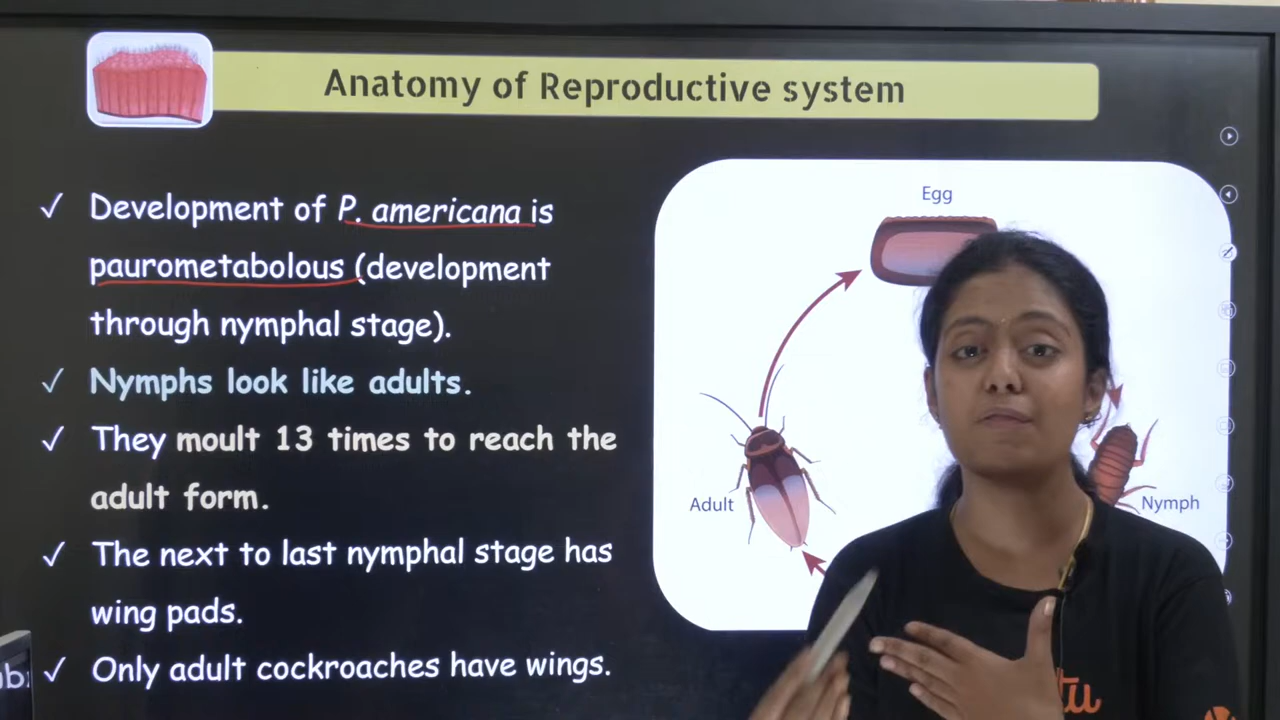 Anatomy of Reproductive system
Egg
✓ Development of P. americana is
paurometabolous (development
through nymphal stage).
✓ Nymphs look like adults.
✓ They moult 13 times to reach the
adult form.
Adult
Nymph
✓ The next to last nymphal stage has
wing pads.
✓ Only adult cockroaches have wings.